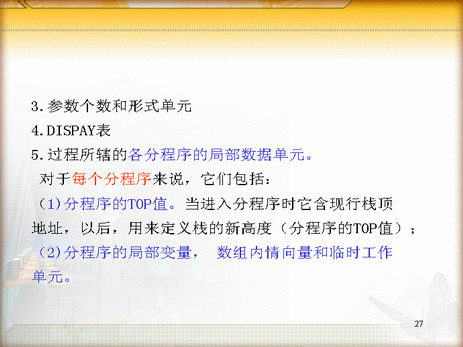 3.参数个数和形式单元
4.DISPAY表
5.过程所辖的各分程序的局部数据单元。
对于每个分程序来说，它们包括：
（1)分程序的TOP值。当进入分程序时它含现行栈顶
地址，以后，用来定义栈的新高度（分程序的TOP值）；
（2)分程序的局部变量， 数组内情向量和临时工作
单元。
27